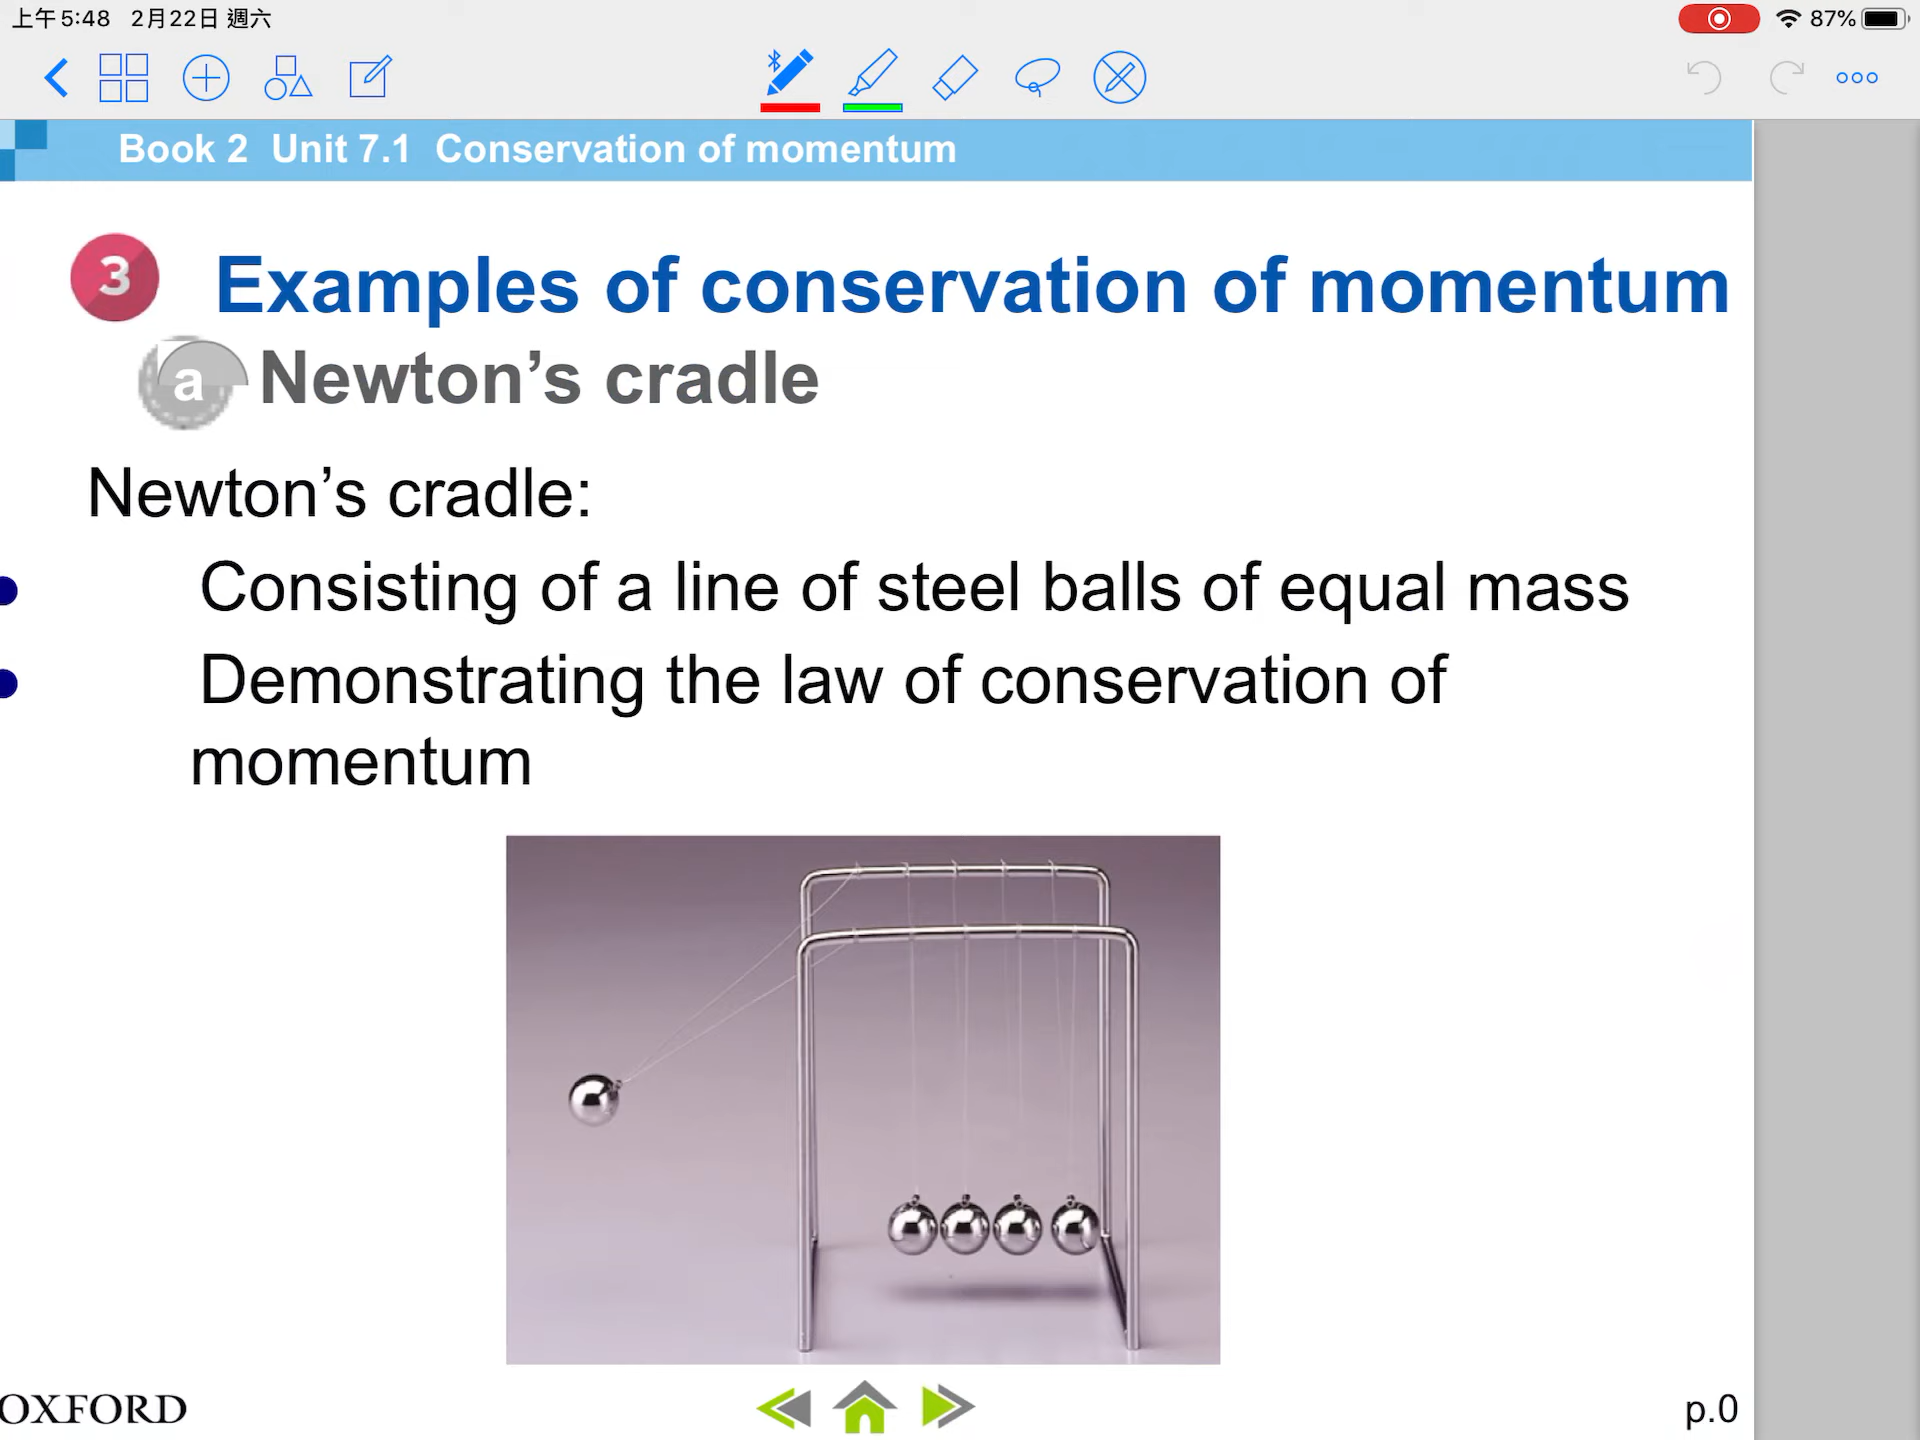 上午5:48 2月22日 週六
87%
Book 2 Unit 7.1 Conservation of momentum
3 Examples of conservation of momentum
a Newton’s cradle
Newton’s cradle:
• Consisting of a line of steel balls of equal mass
• Demonstrating the law of conservation of
momentum
OXFORD
p.0